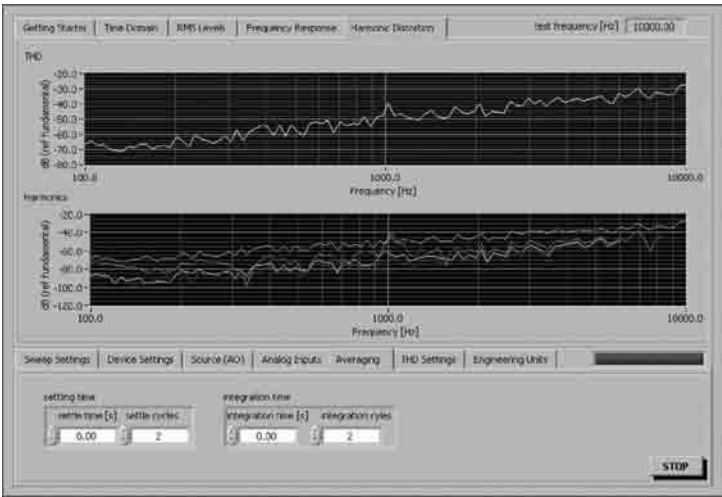 Getting Started Time Domain RMS Levels Frequency Response Harmonic Distortion test frequency [Hz] 10000.00
THD
-20.0
-30.0
-40.0
-50.0
-60.0
-70.0
-80.0
dB (ref fundamental)
100.0 1000.0 10000.0
Frequency [Hz]
Harmonics
-20.0
-40.0
-60.0
-80.0
-100.0
-120.0
dB (ref fundamental)
100.0 1000.0 10000.0
Frequency [Hz]
Sweep Settings Device Settings Source (AO) Analog Inputs Averaging THD Settings Engineering Units
settling time integration time
settle time [s] settle cycles integration time [s] integration cyles
0.00 2 0.00 2
STOP